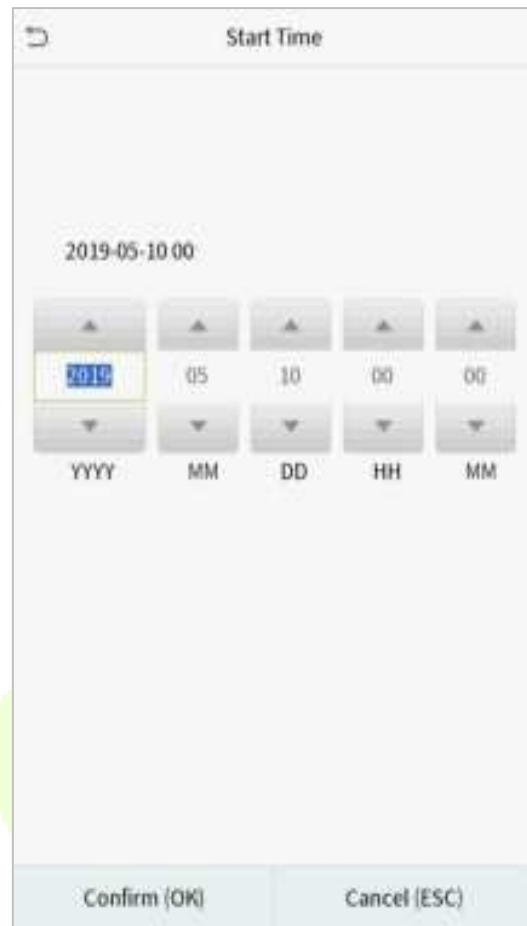 Start Time
2019-05-10 00
2019 05 10 00 00
YYYY MM DD HH MM
Confirm (OK) Cancel (ESC)